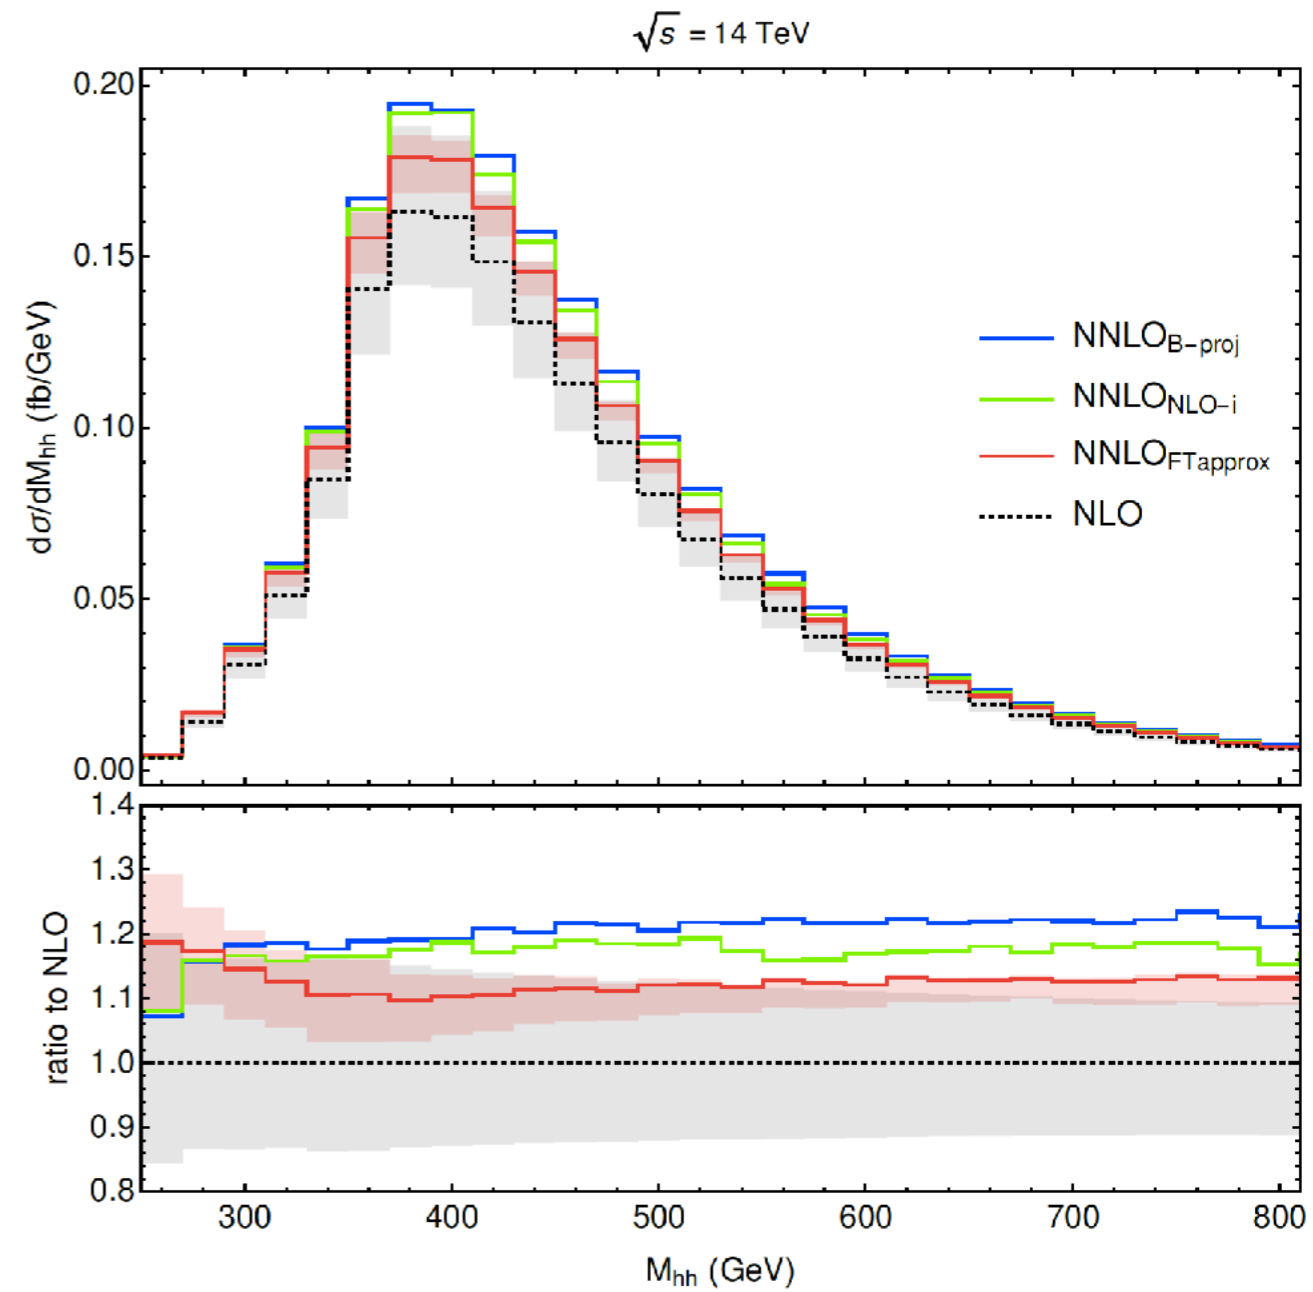 √s = 14 TeV
dσ/dMhh (fb/GeV)
0.20
0.15
0.10
0.05
0.00
NNLOB−proj
NNLONLO−i
NNLOFTapprox
NLO
ratio to NLO
1.4
1.3
1.2
1.1
1.0
0.9
0.8
300 400 500 600 700 800
Mhh (GeV)